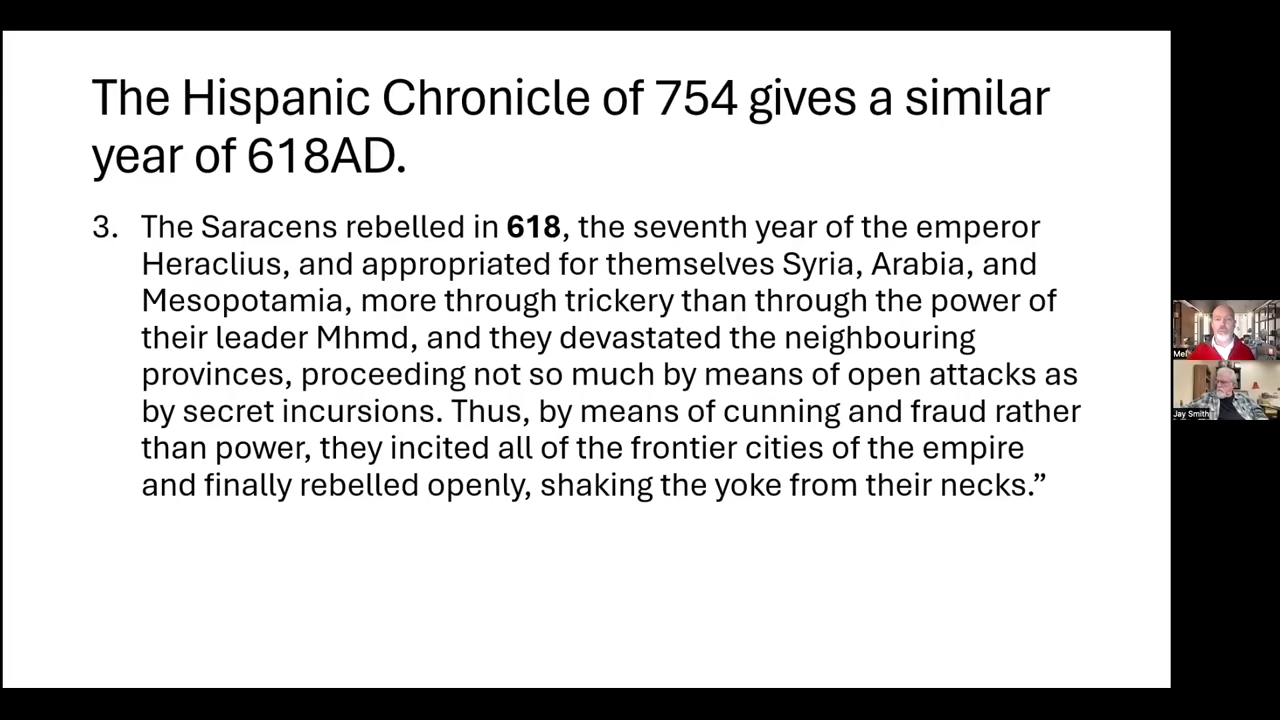 The Hispanic Chronicle of 754 gives a similar
year of 618AD.
3. The Saracens rebelled in 618, the seventh year of the emperor
Heraclius, and appropriated for themselves Syria, Arabia, and
Mesopotamia, more through trickery than through the power of
their leader Mhmd, and they devastated the neighbouring
provinces, proceeding not so much by means of open attacks as
by secret incursions. Thus, by means of cunning and fraud rather
than power, they incited all of the frontier cities of the empire
and finally rebelled openly, shaking the yoke from their necks.”
Mel
Jay Smith